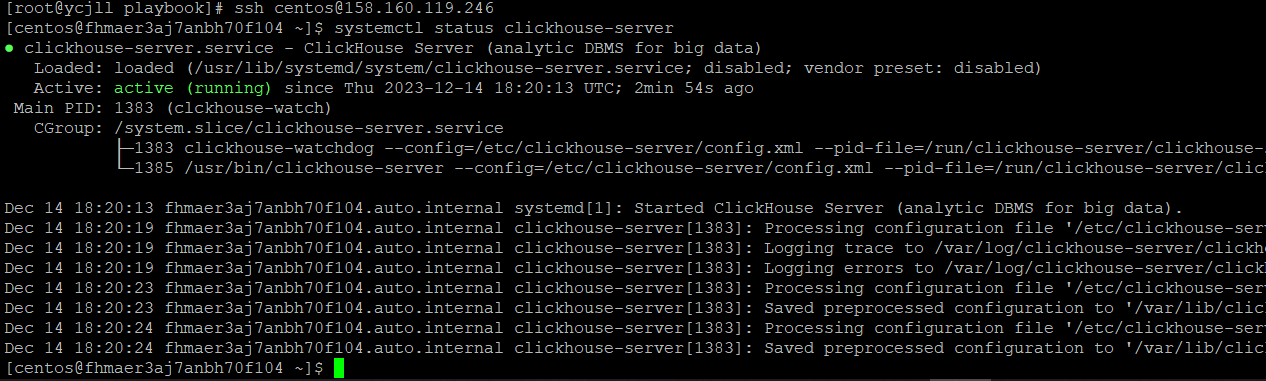 [root@ycjll playbook]# ssh centos@158.160.119.246
[centos@fhmaer3aj7anbh70f104 ~]$ systemctl status clickhouse-server
● clickhouse-server.service - ClickHouse Server (analytic DBMS for big data)
   Loaded: loaded (/usr/lib/systemd/system/clickhouse-server.service; disabled; vendor preset: disabled)
   Active: active (running) since Thu 2023-12-14 18:20:13 UTC; 2min 54s ago
 Main PID: 1383 (clckhouse-watch)
   CGroup: /system.slice/clickhouse-server.service
           ├─1383 clickhouse-watchdog --config=/etc/clickhouse-server/config.xml --pid-file=/run/clickhouse-server/clickhouse-
           └─1385 /usr/bin/clickhouse-server --config=/etc/clickhouse-server/config.xml --pid-file=/run/clickhouse-server/clic
Dec 14 18:20:13 fhmaer3aj7anbh70f104.auto.internal systemd[1]: Started ClickHouse Server (analytic DBMS for big data).
Dec 14 18:20:19 fhmaer3aj7anbh70f104.auto.internal clickhouse-server[1383]: Processing configuration file '/etc/clickhouse-ser
Dec 14 18:20:19 fhmaer3aj7anbh70f104.auto.internal clickhouse-server[1383]: Logging trace to /var/log/clickhouse-server/clickh
Dec 14 18:20:19 fhmaer3aj7anbh70f104.auto.internal clickhouse-server[1383]: Logging errors to /var/log/clickhouse-server/click
Dec 14 18:20:23 fhmaer3aj7anbh70f104.auto.internal clickhouse-server[1383]: Processing configuration file '/etc/clickhouse-ser
Dec 14 18:20:23 fhmaer3aj7anbh70f104.auto.internal clickhouse-server[1383]: Saved preprocessed configuration to '/var/lib/clic
Dec 14 18:20:24 fhmaer3aj7anbh70f104.auto.internal clickhouse-server[1383]: Processing configuration file '/etc/clickhouse-ser
Dec 14 18:20:24 fhmaer3aj7anbh70f104.auto.internal clickhouse-server[1383]: Saved preprocessed configuration to '/var/lib/clic
[centos@fhmaer3aj7anbh70f104 ~]$